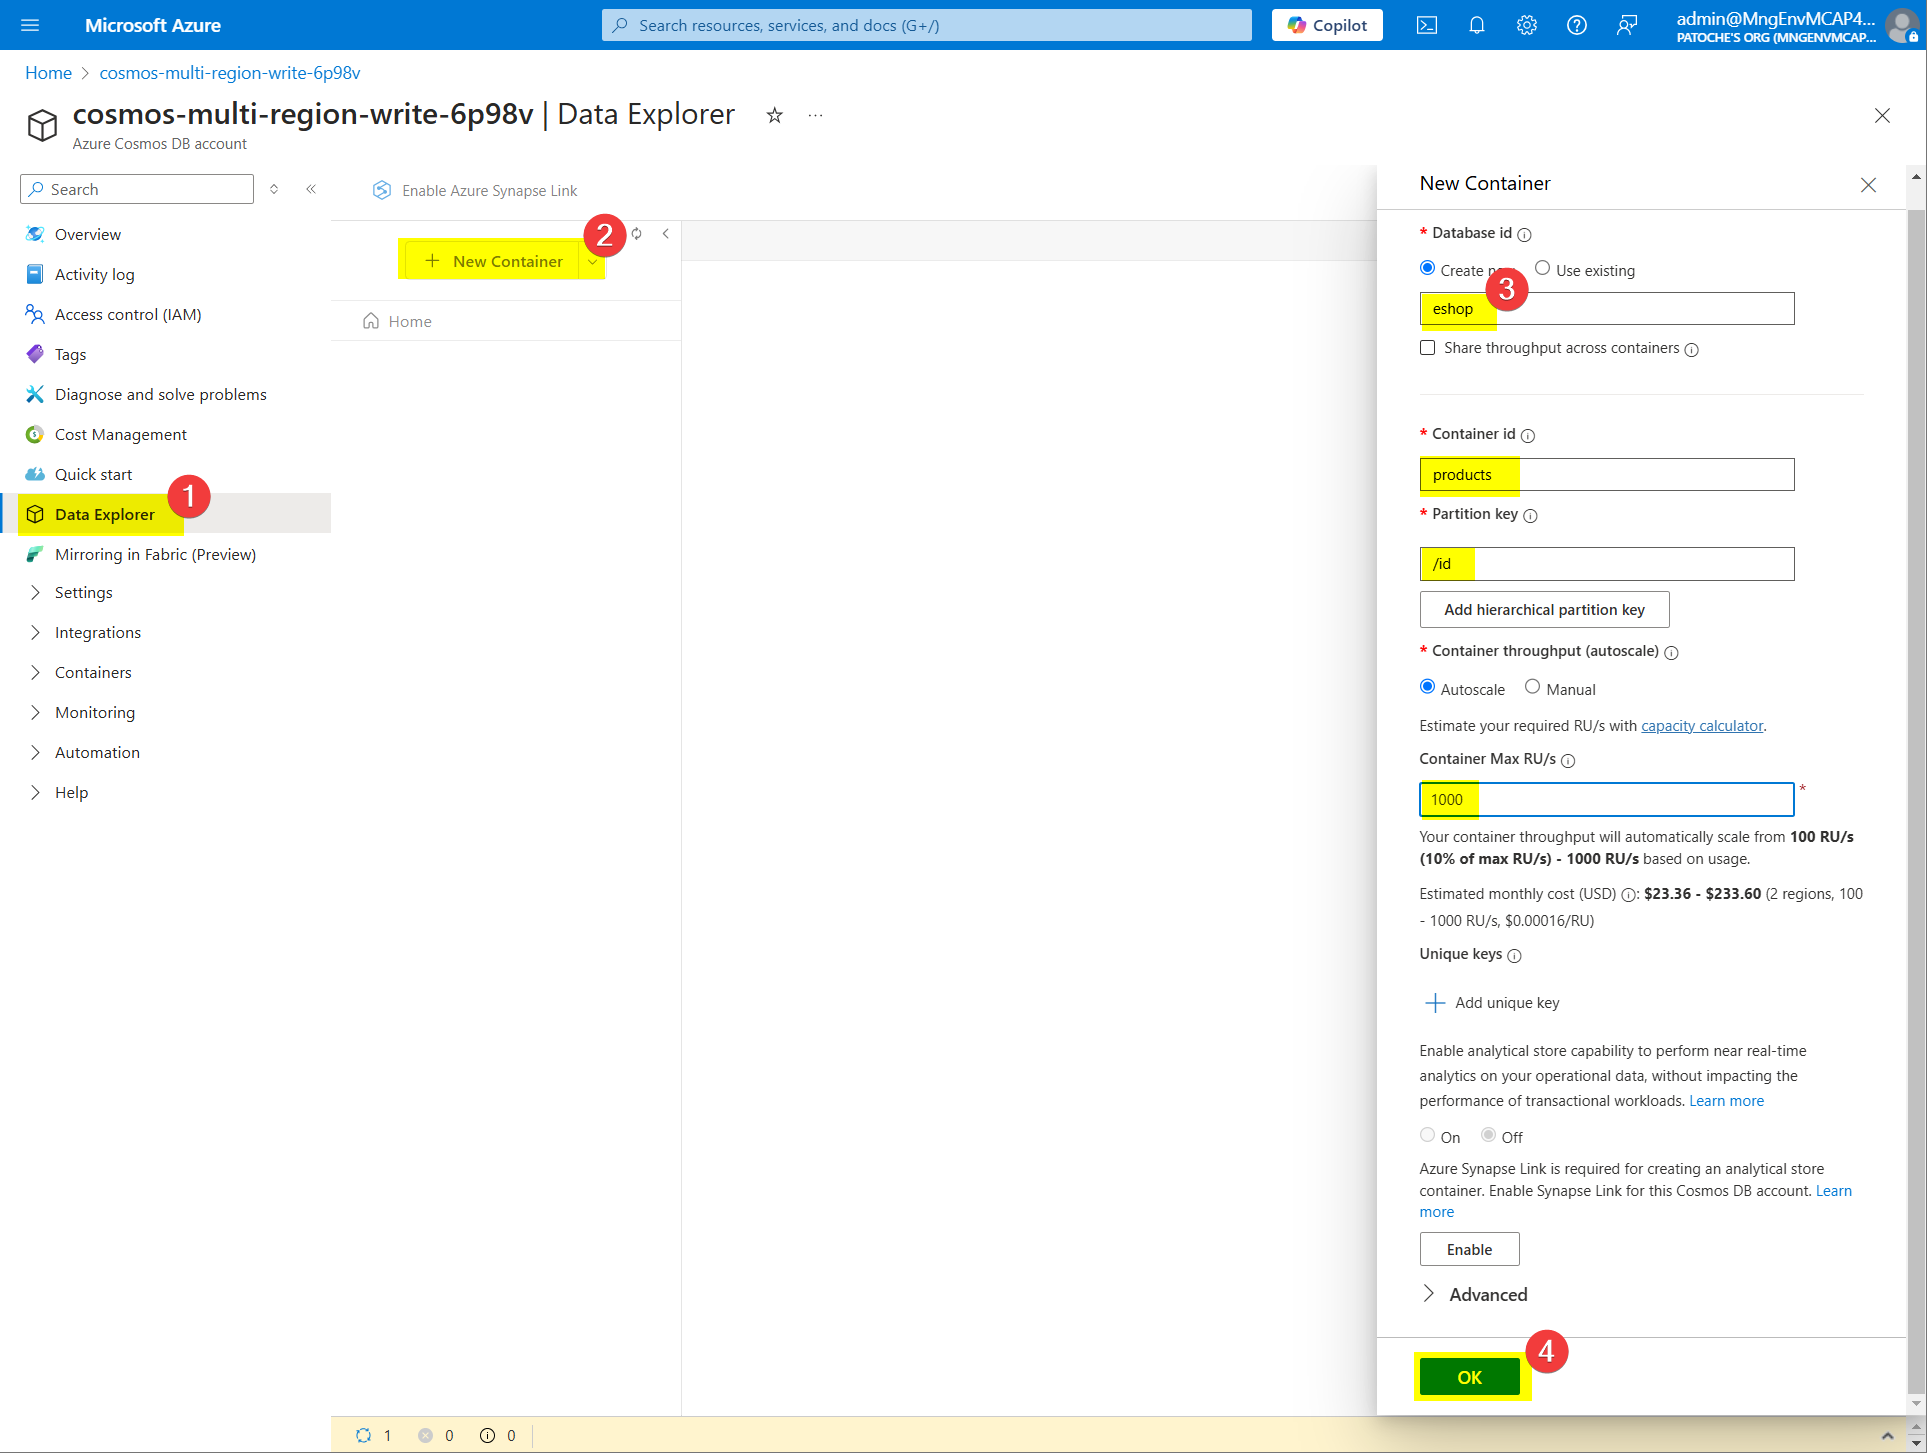 Microsoft Azure
Search resources, services, and docs (G+/)
Copilot
admin@MngEnvMCAP4...
PATOCHE'S ORG (MNGENVMCAP...
Home
cosmos-multi-region-write-6p98v
cosmos-multi-region-write-6p98v | Data Explorer
Azure Cosmos DB account
Search
Overview
Activity log
Access control (IAM)
Tags
Diagnose and solve problems
Cost Management
Quick start
1
Data Explorer
Mirroring in Fabric (Preview)
Settings
Integrations
Containers
Monitoring
Automation
Help
Enable Azure Synapse Link
2
New Container
Home
New Container
* Database id
Create Use existing
3
eshop
Share throughput across containers
* Container id
products
* Partition key
/id
Add hierarchical partition key
* Container throughput (autoscale)
Autoscale Manual
Estimate your required RU/s with capacity calculator.
Container Max RU/s
1000 *
Your container throughput will automatically scale from 100 RU/s
(10% of max RU/s) - 1000 RU/s based on usage.
Estimated monthly cost (USD) : $23.36 - $233.60 (2 regions, 100
- 1000 RU/s, $0.00016/RU)
Unique keys
Add unique key
Enable analytical store capability to perform near real-time
analytics on your operational data, without impacting the
performance of transactional workloads. Learn more
On Off
Azure Synapse Link is required for creating an analytical store
container. Enable Synapse Link for this Cosmos DB account. Learn
more
Enable
Advanced
4
OK
1 0 0